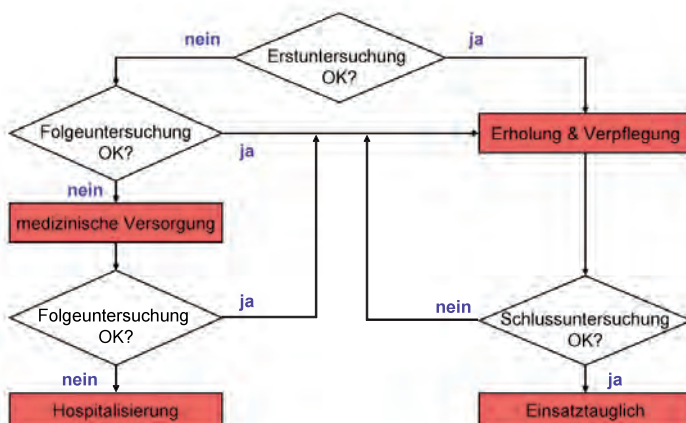 nein
Erstuntersuchung
OK?
ja
Folgeuntersuchung
OK?
ja
Erholung & Verpflegung
nein
medizinische Versorgung
Folgeuntersuchung
OK?
ja
nein
Schlussuntersuchung
OK?
nein
ja
Hospitalisierung
Einsatztauglich